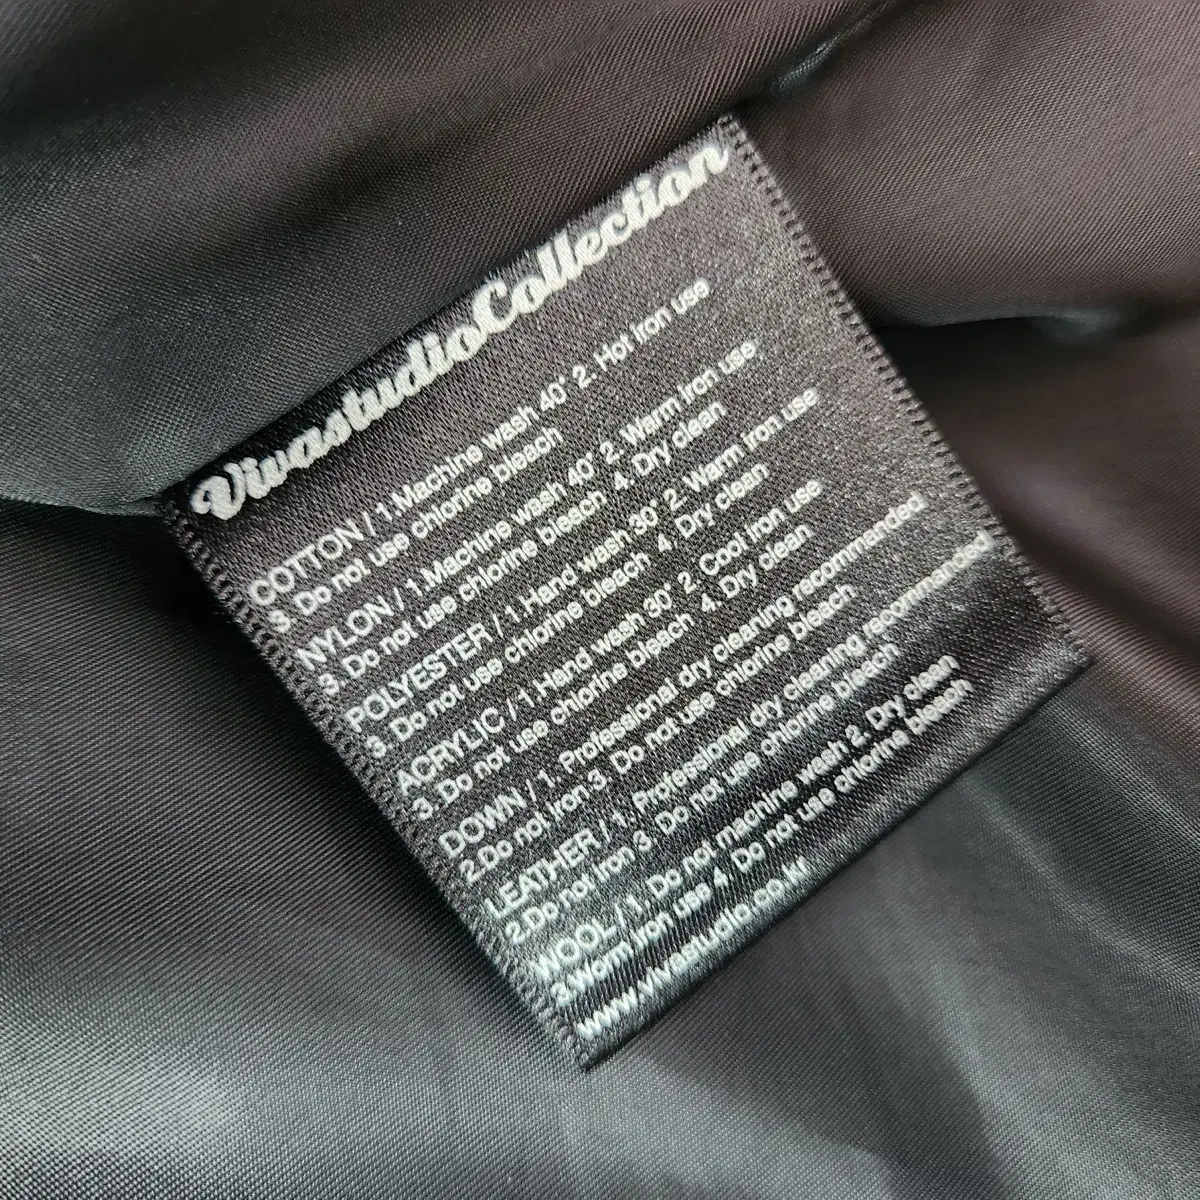 VivastudioCollection
COTTON / 1.Machine wash 40° 2. Hot iron use
3. Do not use chlorine bleach
NYLON / 1.Machine wash 40° 2. Warm iron use
3. Do not use chlorine bleach 4. Dry clean
POLYESTER / 1.Hand wash 30° 2. Warm iron use
3. Do not use chlorine bleach 4. Dry clean
ACRYLIC / 1.Hand wash 30° 2. Cool iron use
3. Do not use chlorine bleach 4. Dry clean
DOWN / 1. Professional dry cleaning recommanded
2.Do not iron 3. Do not use chlorine bleach
LEATHER / 1. Professional dry cleaning recommanded
2.Do not iron 3. Do not use chlorine bleach
WOOL / 1. Do not machine wash 2. Dry clean
3.Warm iron use 4. Do not use chlorine bleach
www.vivastudio.co.kr